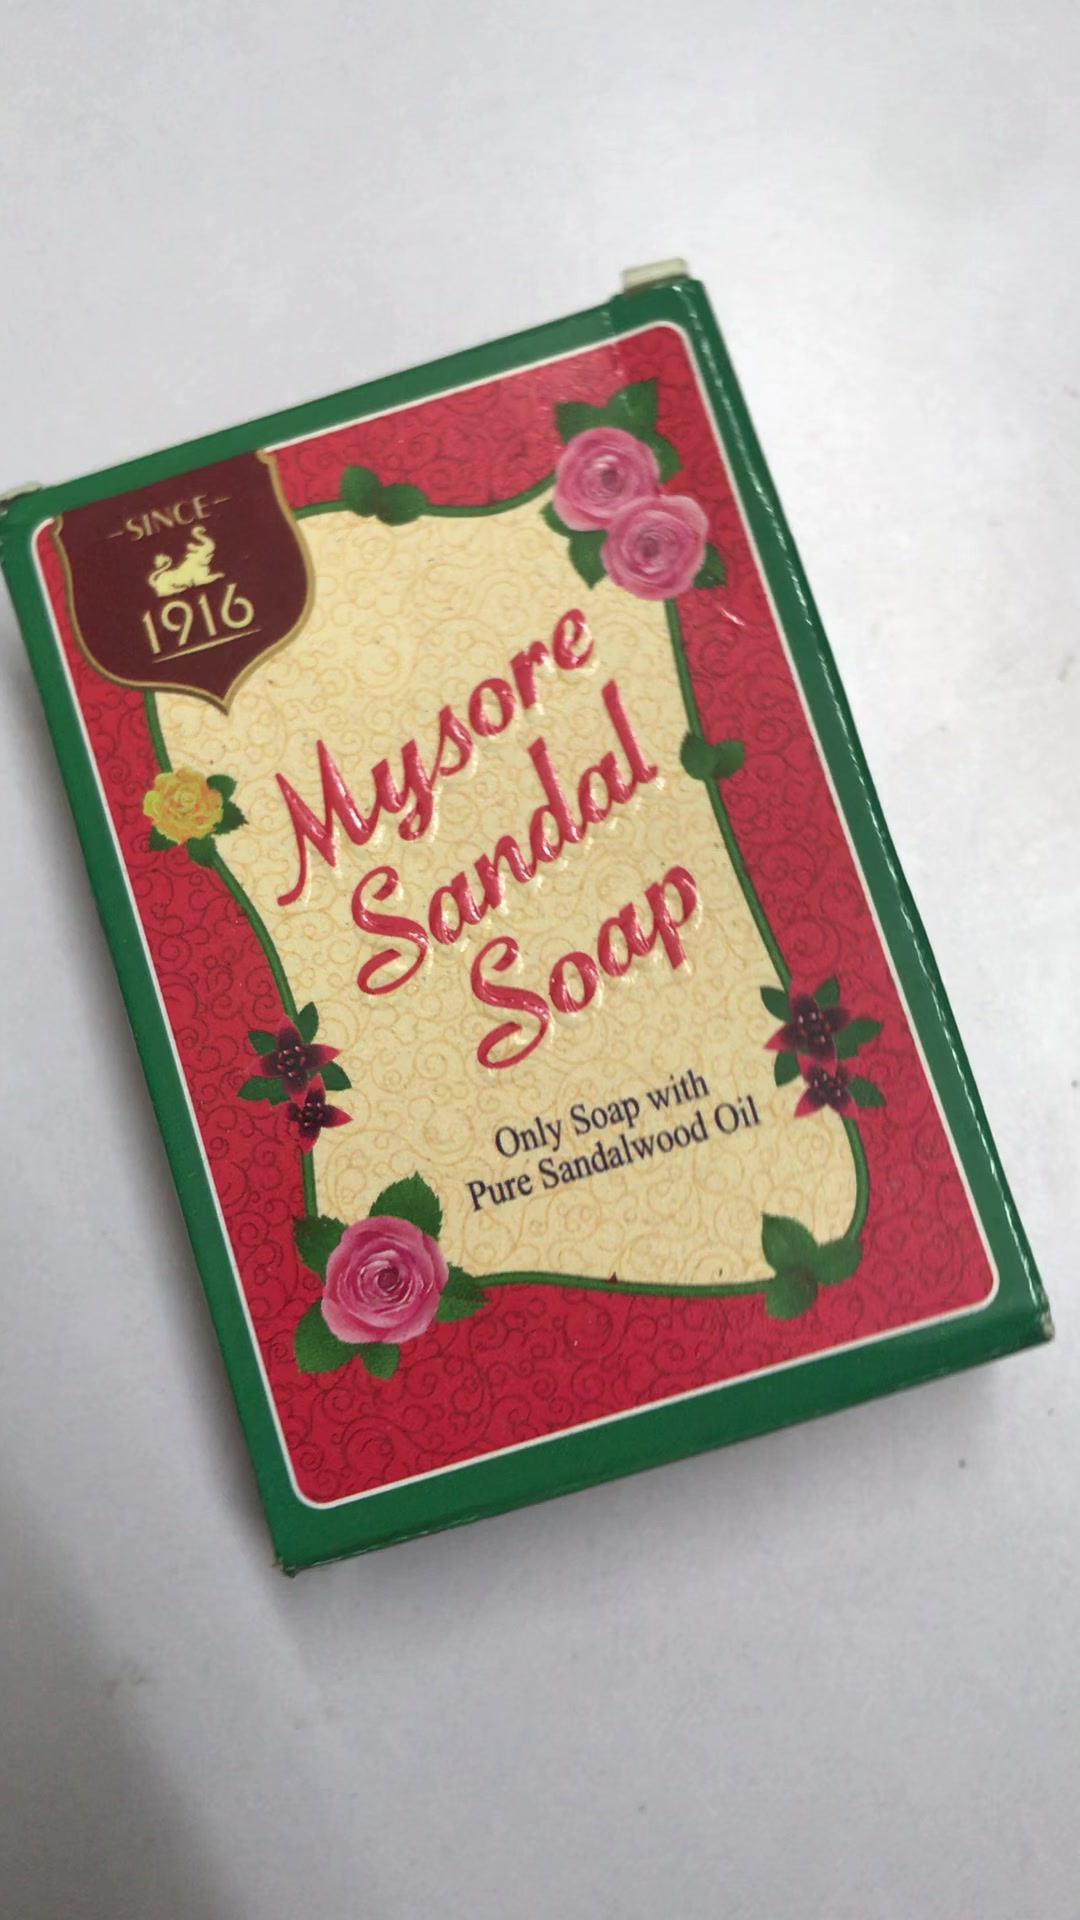 -SINCE-
1916
Mysore
Sandal
Soap
Only Soap with
Pure Sandalwood Oil